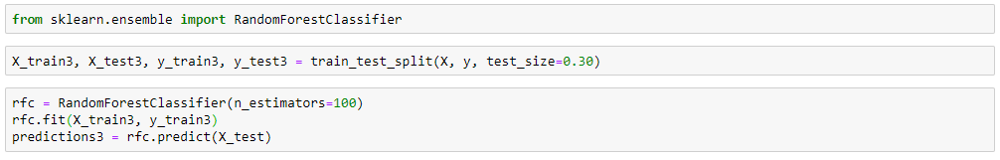 from sklearn.ensemble import RandomForestClassifier
X_train3, X_test3, y_train3, y_test3 = train_test_split(X, y, test_size=0.30)
rfc = RandomForestClassifier(n_estimators=100)
rfc.fit(X_train3, y_train3)
predictions3 = rfc.predict(X_test)